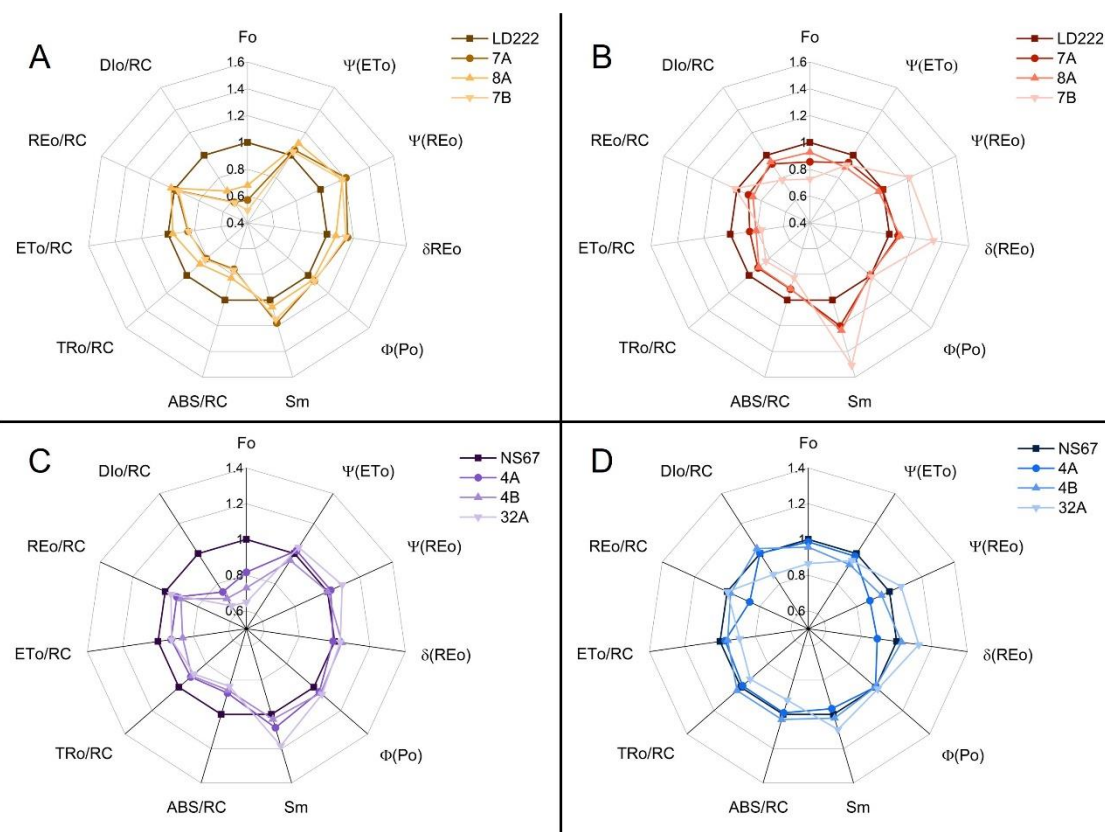 A
Fo
Ψ(ETo)
Ψ(REo)
δREo
Φ(Po)
Sm
ABS/RC
TRo/RC
ETo/RC
REo/RC
DIo/RC
1.6
1.4
1.2
1
0.8
0.6
0.4
LD222
7A
8A
7B
B
Fo
Ψ(ETo)
Ψ(REo)
δ(REo)
Φ(Po)
Sm
ABS/RC
TRo/RC
ETo/RC
REo/RC
DIo/RC
1.6
1.4
1.2
1
0.8
0.6
0.4
LD222
7A
8A
7B
C
Fo
Ψ(ETo)
Ψ(REo)
δ(REo)
Φ(Po)
Sm
ABS/RC
TRo/RC
ETo/RC
REo/RC
DIo/RC
1.4
1.2
1
0.8
0.6
NS67
4A
4B
32A
D
Fo
Ψ(ETo)
Ψ(REo)
δ(REo)
Φ(Po)
Sm
ABS/RC
TRo/RC
ETo/RC
REo/RC
DIo/RC
1.4
1.2
1
0.8
0.6
NS67
4A
4B
32A